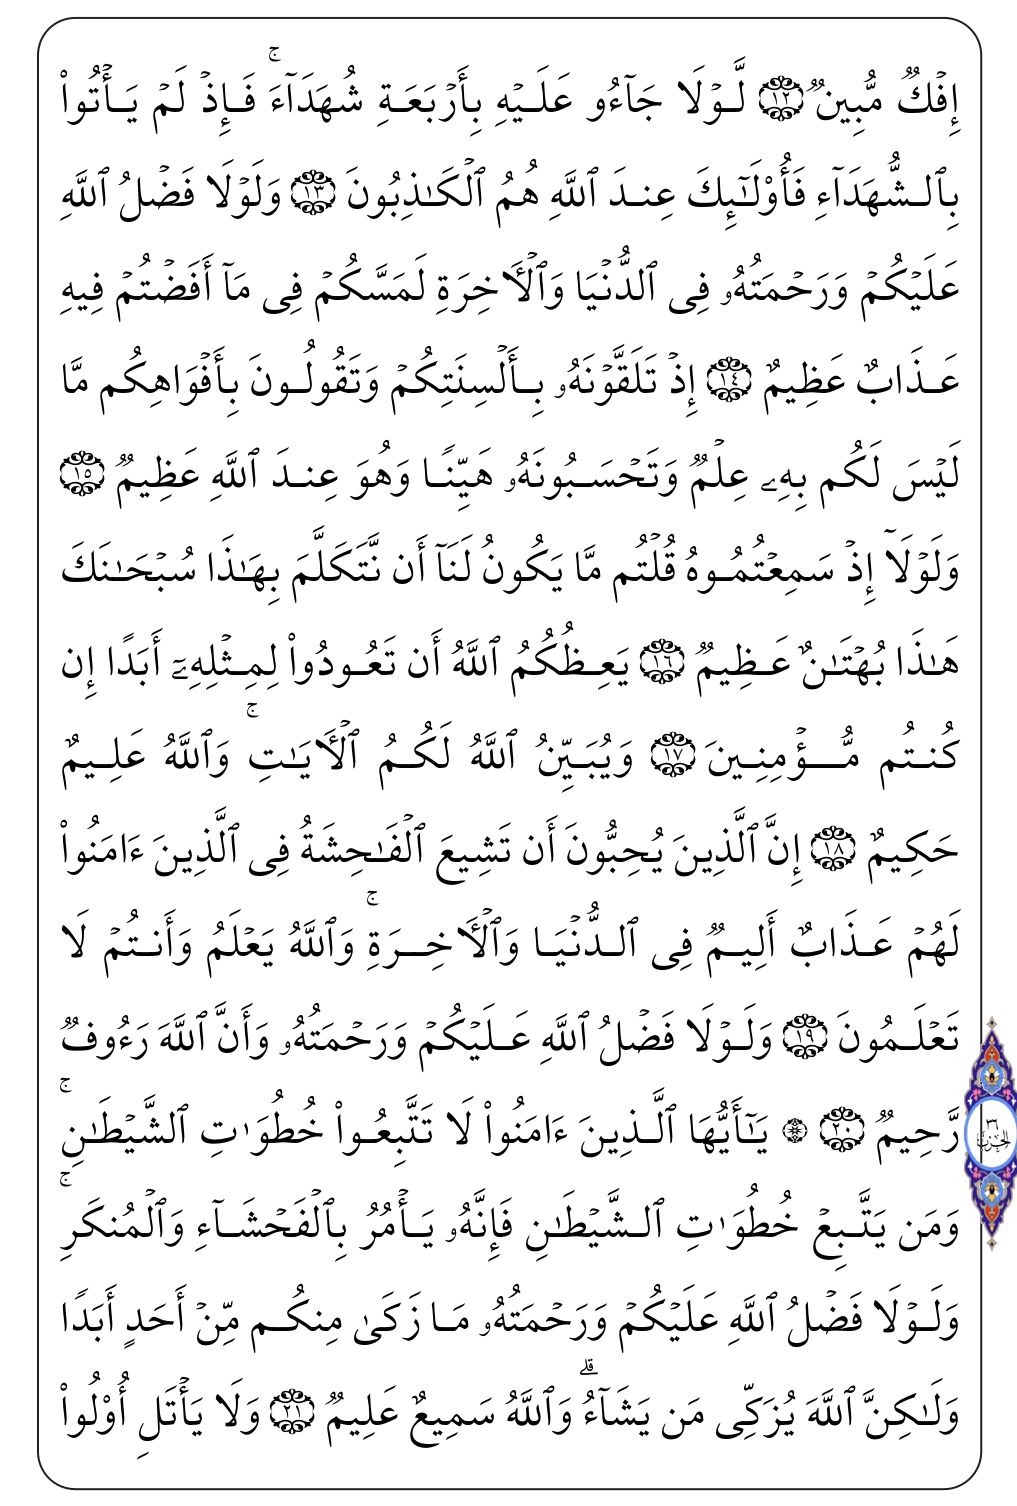 إِفۡكٞ مُّبِينٞ ١٢ لَّوۡلَا جَآءُو عَلَيۡهِ بِأَرۡبَعَةِ شُهَدَآءَۚ فَإِذۡ لَمۡ يَأۡتُواْ
بِٱلشُّهَدَآءِ فَأُوْلَٰٓئِكَ عِندَ ٱللَّهِ هُمُ ٱلۡكَٰذِبُونَ ١٣ وَلَوۡلَا فَضۡلُ ٱللَّهِ
عَلَيۡكُمۡ وَرَحۡمَتُهُۥ فِي ٱلدُّنۡيَا وَٱلۡأٓخِرَةِ لَمَسَّكُمۡ فِي مَآ أَفَضۡتُمۡ فِيهِ
عَذَابٌ عَظِيمٌ ١٤ إِذۡ تَلَقَّوۡنَهُۥ بِأَلۡسِنَتِكُمۡ وَتَقُولُونَ بِأَفۡوَاهِكُم مَّا
لَيۡسَ لَكُم بِهِۦ عِلۡمٞ وَتَحۡسَبُونَهُۥ هَيِّنٗا وَهُوَ عِندَ ٱللَّهِ عَظِيمٞ ١٥
وَلَوۡلَآ إِذۡ سَمِعۡتُمُوهُ قُلۡتُم مَّا يَكُونُ لَنَآ أَن نَّتَكَلَّمَ بِهَٰذَا سُبۡحَٰنَكَ
هَٰذَا بُهۡتَٰنٌ عَظِيمٞ ١٦ يَعِظُكُمُ ٱللَّهُ أَن تَعُودُواْ لِمِثۡلِهِۦٓ أَبَدًا إِن
كُنتُم مُّؤۡمِنِينَ ١٧ وَيُبَيِّنُ ٱللَّهُ لَكُمُ ٱلۡأٓيَٰتِۚ وَٱللَّهُ عَلِيمٌ
حَكِيمٌ ١٨ إِنَّ ٱلَّذِينَ يُحِبُّونَ أَن تَشِيعَ ٱلۡفَٰحِشَةُ فِي ٱلَّذِينَ ءَامَنُواْ
لَهُمۡ عَذَابٌ أَلِيمٞ فِي ٱلدُّنۡيَا وَٱلۡأٓخِرَةِۚ وَٱللَّهُ يَعۡلَمُ وَأَنتُمۡ لَا
تَعۡلَمُونَ ١٩ وَلَوۡلَا فَضۡلُ ٱللَّهِ عَلَيۡكُمۡ وَرَحۡمَتُهُۥ وَأَنَّ ٱللَّهَ رَءُوفٞ
رَّحِيمٞ ٢٠ ۞ يَٰٓأَيُّهَا ٱلَّذِينَ ءَامَنُواْ لَا تَتَّبِعُواْ خُطُوَٰتِ ٱلشَّيۡطَٰنِۚ
الحزب ٣٦
وَمَن يَتَّبِعۡ خُطُوَٰتِ ٱلشَّيۡطَٰنِ فَإِنَّهُۥ يَأۡمُرُ بِٱلۡفَحۡشَآءِ وَٱلۡمُنكَرِۚ
وَلَوۡلَا فَضۡلُ ٱللَّهِ عَلَيۡكُمۡ وَرَحۡمَتُهُۥ مَا زَكَىٰ مِنكُم مِّنۡ أَحَدٍ أَبَدٗا
وَلَٰكِنَّ ٱللَّهَ يُزَكِّي مَن يَشَآءُۗ وَٱللَّهُ سَمِيعٌ عَلِيمٞ ٢١ وَلَا يَأۡتَلِ أُوْلُواْ